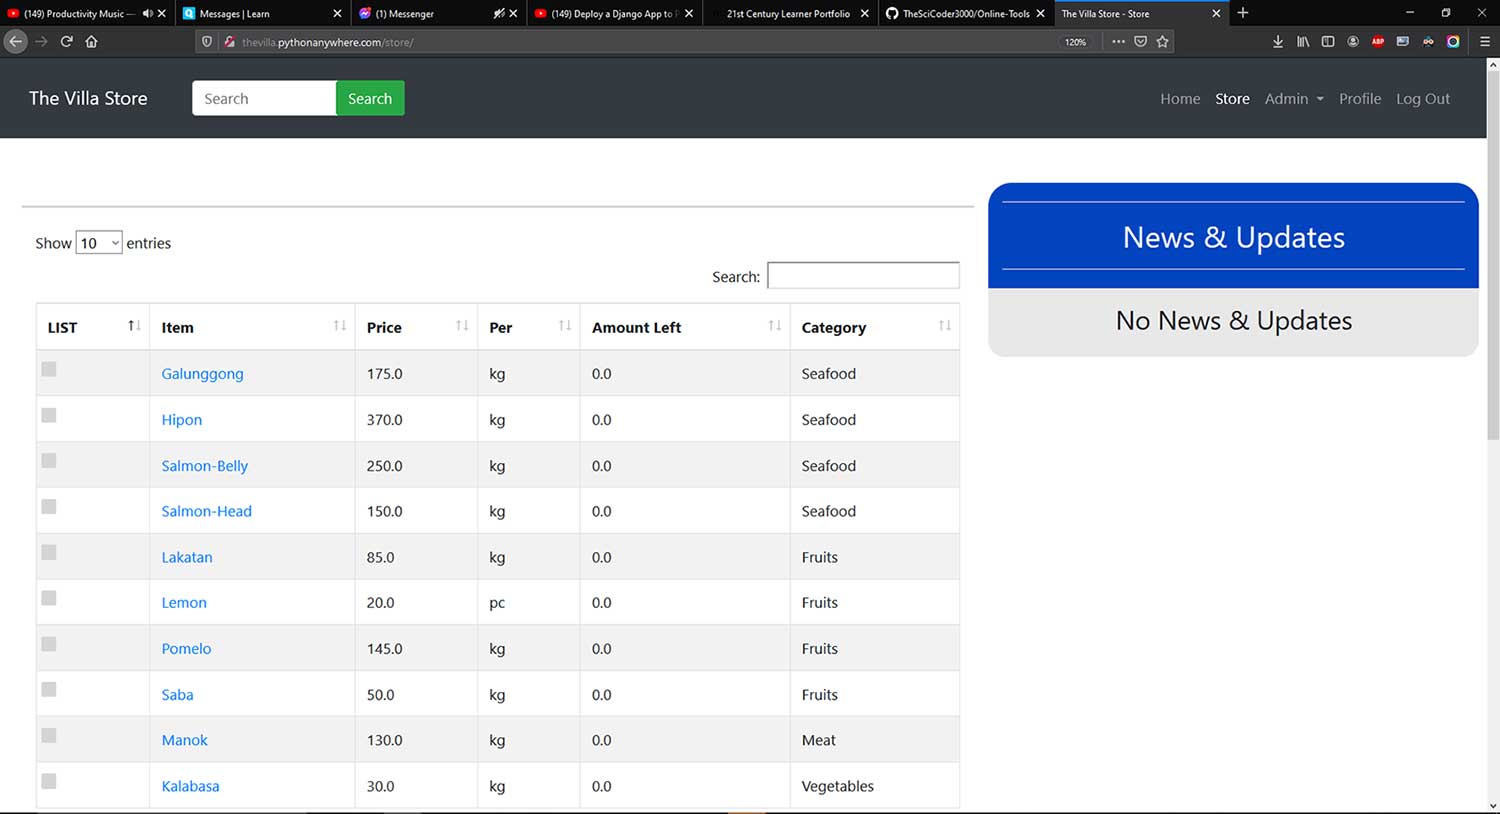 (149) Productivity Music —
Messages | Learn
(1) Messenger
(149) Deploy a Django App to P
21st Century Learner Portfolio
TheSciCoder3000/Online-Tools
The Villa Store - Store
thevilla.pythonanywhere.com/store/
120%
ABP
The Villa Store
Search
Search
Home
Store
Admin
Profile
Log Out
News & Updates
No News & Updates
Show 10 entries
Search:
LIST Item Price Per Amount Left Category
Galunggong 175.0 kg 0.0 Seafood
Hipon 370.0 kg 0.0 Seafood
Salmon-Belly 250.0 kg 0.0 Seafood
Salmon-Head 150.0 kg 0.0 Seafood
Lakatan 85.0 kg 0.0 Fruits
Lemon 20.0 pc 0.0 Fruits
Pomelo 145.0 kg 0.0 Fruits
Saba 50.0 kg 0.0 Fruits
Manok 130.0 kg 0.0 Meat
Kalabasa 30.0 kg 0.0 Vegetables